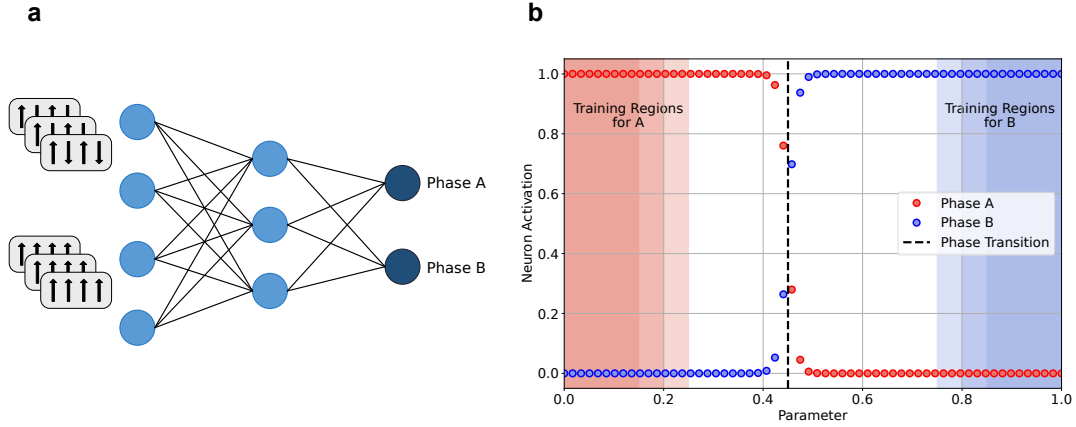 a
Phase A
Phase B
b
Training Regions
for A
Training Regions
for B
Phase A
Phase B
Phase Transition
Neuron Activation
1.0
0.8
0.6
0.4
0.2
0.0
0.0
0.2
0.4
0.6
0.8
1.0
Parameter